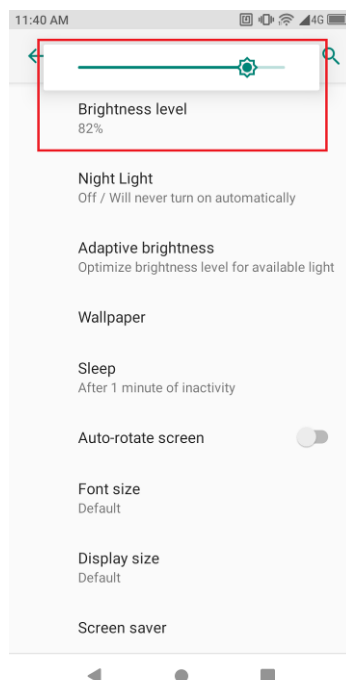 11:40 AM 4G
Brightness level
82%
Night Light
Off / Will never turn on automatically
Adaptive brightness
Optimize brightness level for available light
Wallpaper
Sleep
After 1 minute of inactivity
Auto-rotate screen
Font size
Default
Display size
Default
Screen saver